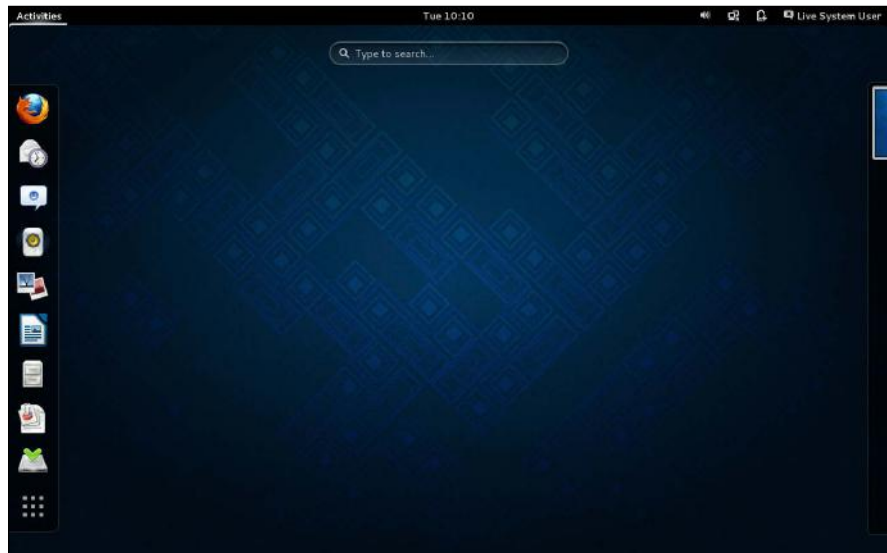 Activities
Tue 10:10
Live System User
Type to search...